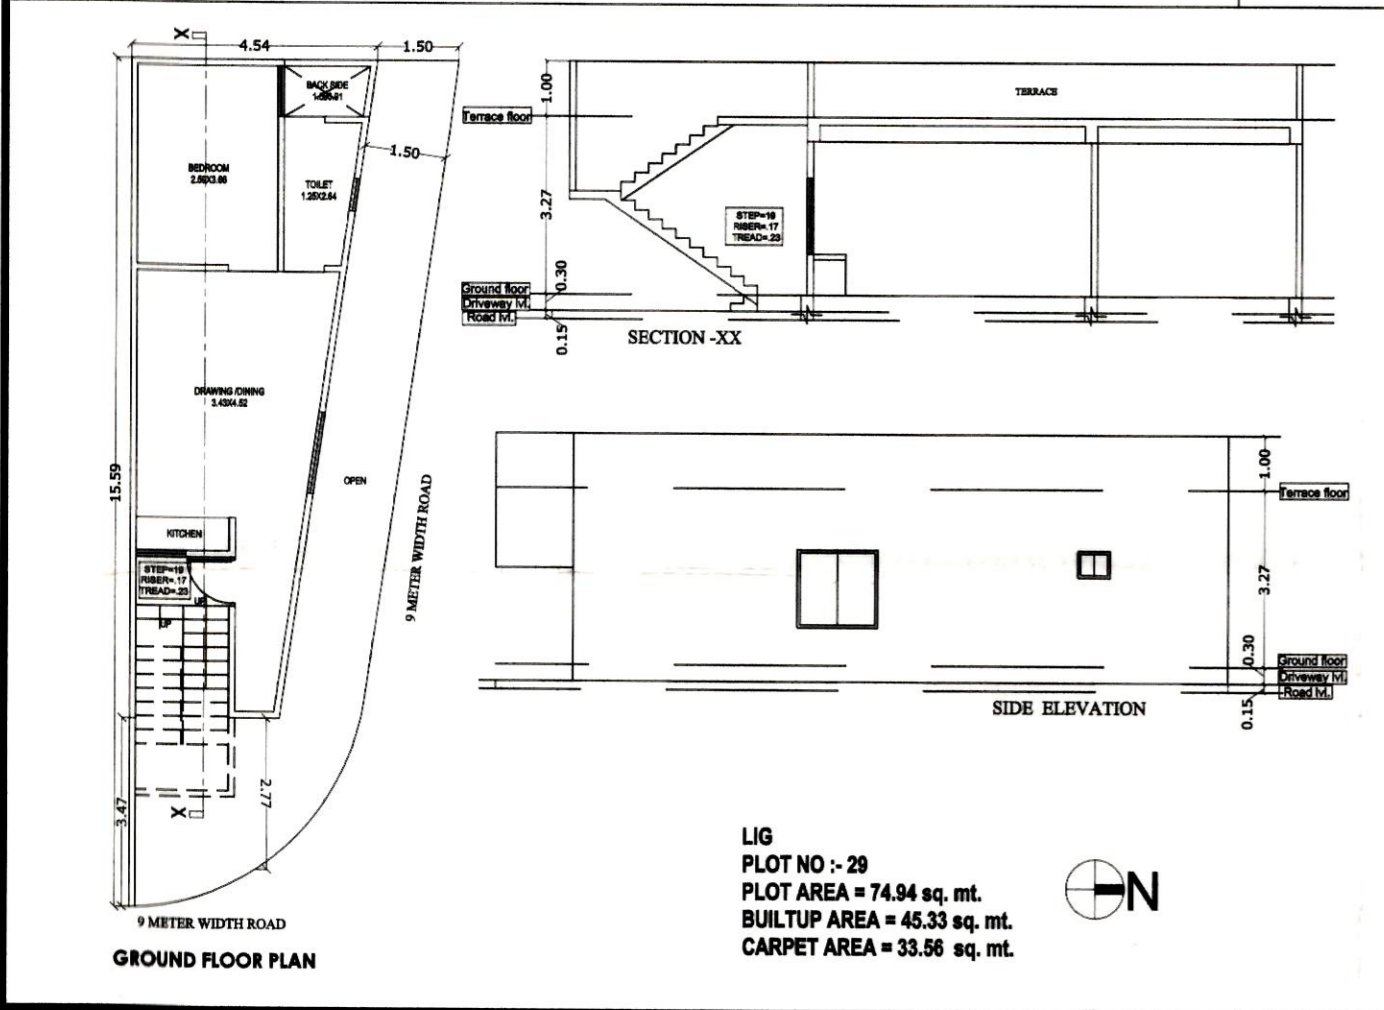 X
4.54
1.50
BACK SIDE
BEDROOM
TOILET
1.25X2.64
1.50
DRAWING /DINING
3.43X4.52
15.59
OPEN
9 METER WIDTH ROAD
KITCHEN
STEP=19
RISER=.17
TREAD=.23
UP
UP
3.47
2.77
X
9 METER WIDTH ROAD
GROUND FLOOR PLAN
1.00
Terrace floor
TERRACE
3.27
STEP=19
RISER=.17
TREAD=.23
0.30
Ground floor
Driveway lvl.
Road lvl.
0.15
SECTION -XX
1.00
Terrace floor
3.27
0.30
Ground floor
Driveway lvl.
Road lvl.
0.15
SIDE ELEVATION
LIG
PLOT NO :- 29
PLOT AREA = 74.94 sq. mt.
BUILTUP AREA = 45.33 sq. mt.
CARPET AREA = 33.56 sq. mt.
N